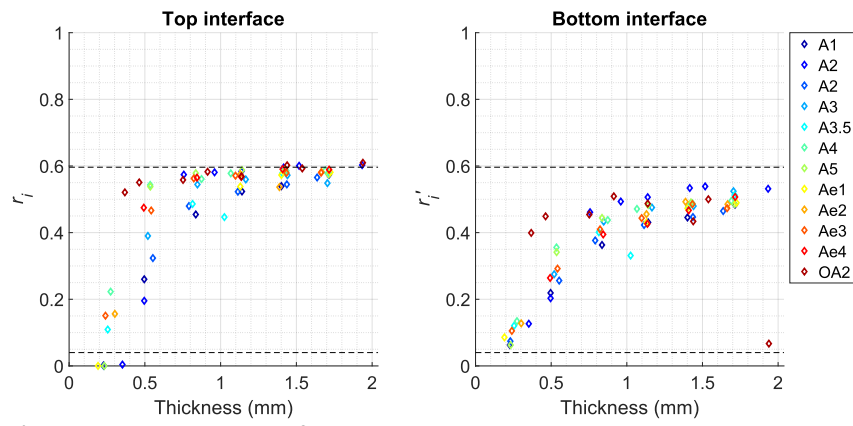 Top interface
1
0.8
0.6
0.4
0.2
0
r_i
0 0.5 1 1.5 2
Thickness (mm)
Bottom interface
1
0.8
0.6
0.4
0.2
0
r_i'
0 0.5 1 1.5 2
Thickness (mm)
A1
A2
A2
A3
A3.5
A4
A5
Ae1
Ae2
Ae3
Ae4
OA2